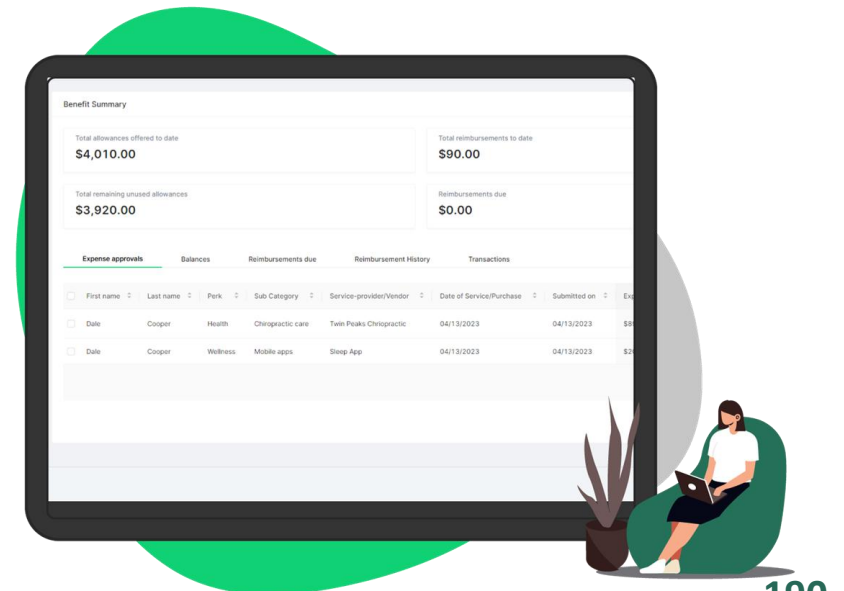 Benefit Summary
Total allowances offered to date
Total reimbursements to date
$4,010.00
$90.00
Total remaining unused allowances
Reimbursements due
$3,920.00
$0.00
Expense approvals Balances Reimbursements due Reimbursement History Transactions
First name Last name Perk Sub Category Service-provider/Vendor Date of Service/Purchase Submitted on
Dale Cooper Health Chiropractic care Twin Peaks Chriopractic 04/13/2023 04/13/2023
Dale Cooper Wellness Mobile apps Sleep App 04/13/2023 04/13/2023